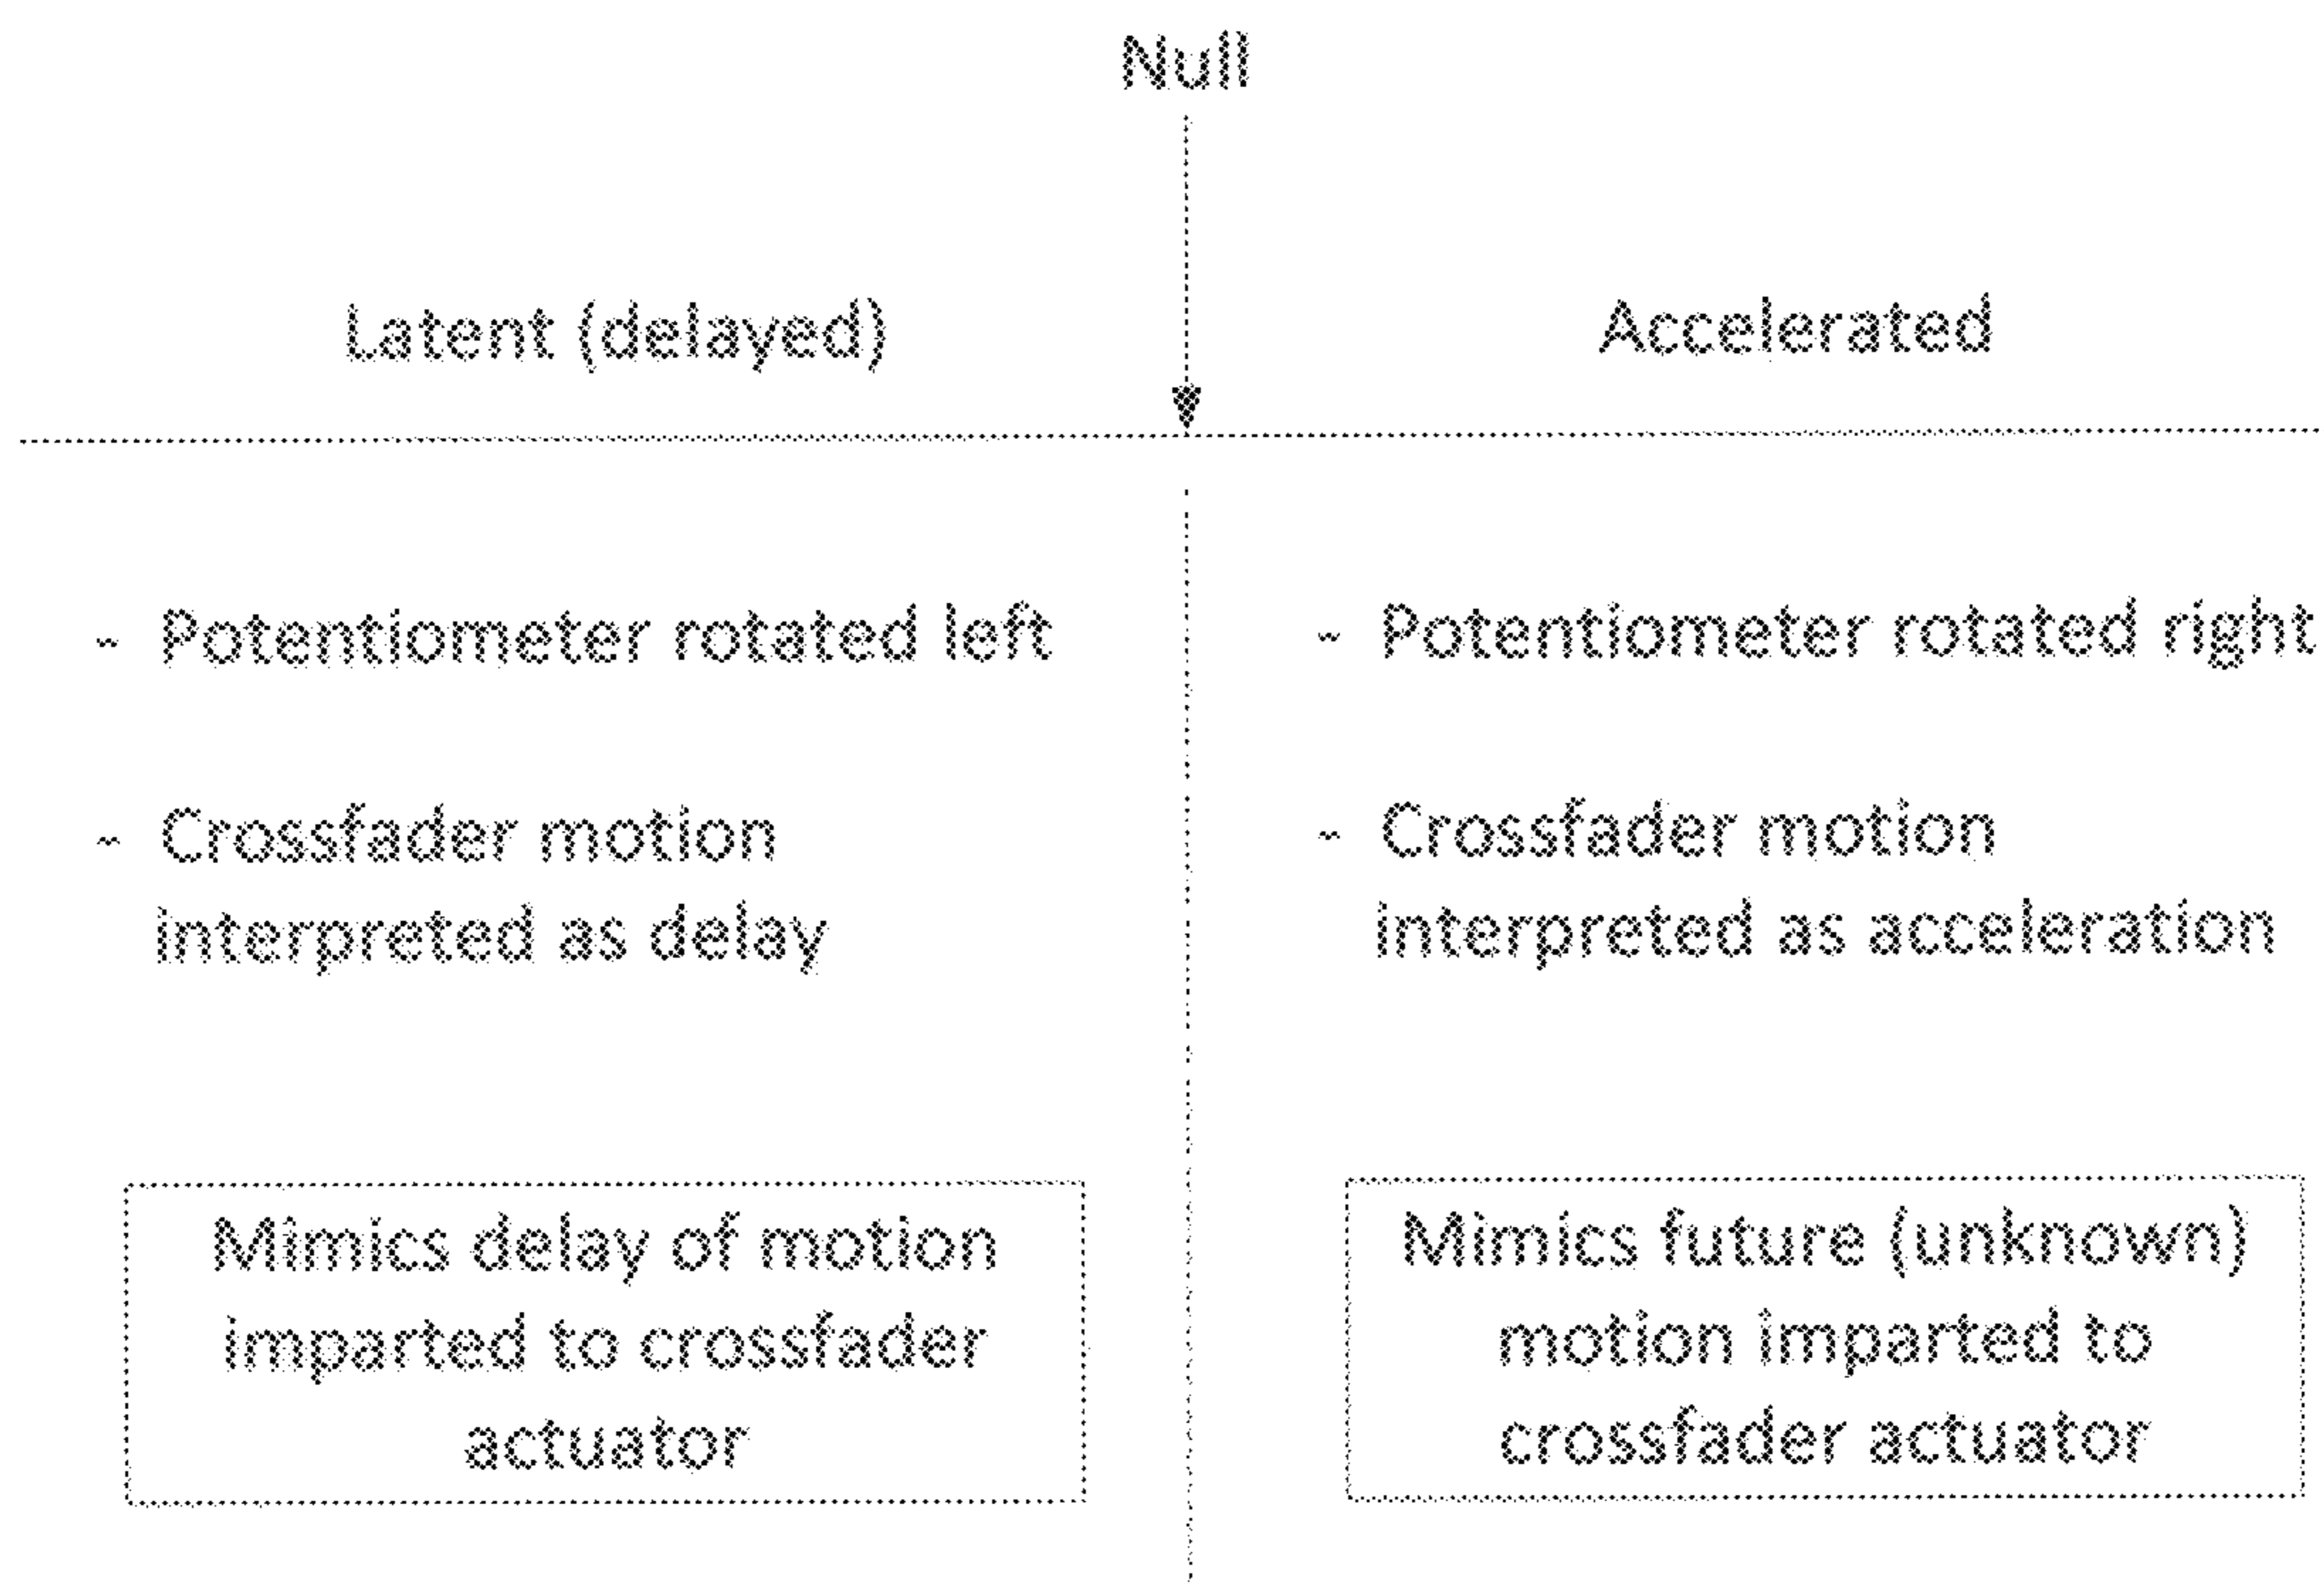 Null
Latent (delayed)
Accelerated
- Potentiometer rotated left
- Crossfader motion
interpreted as delay
Mimics delay of motion
imparted to crossfader
actuator
- Potentiometer rotated right
- Crossfader motion
interpreted as acceleration
Mimics future (unknown)
motion imparted to
crossfader actuator